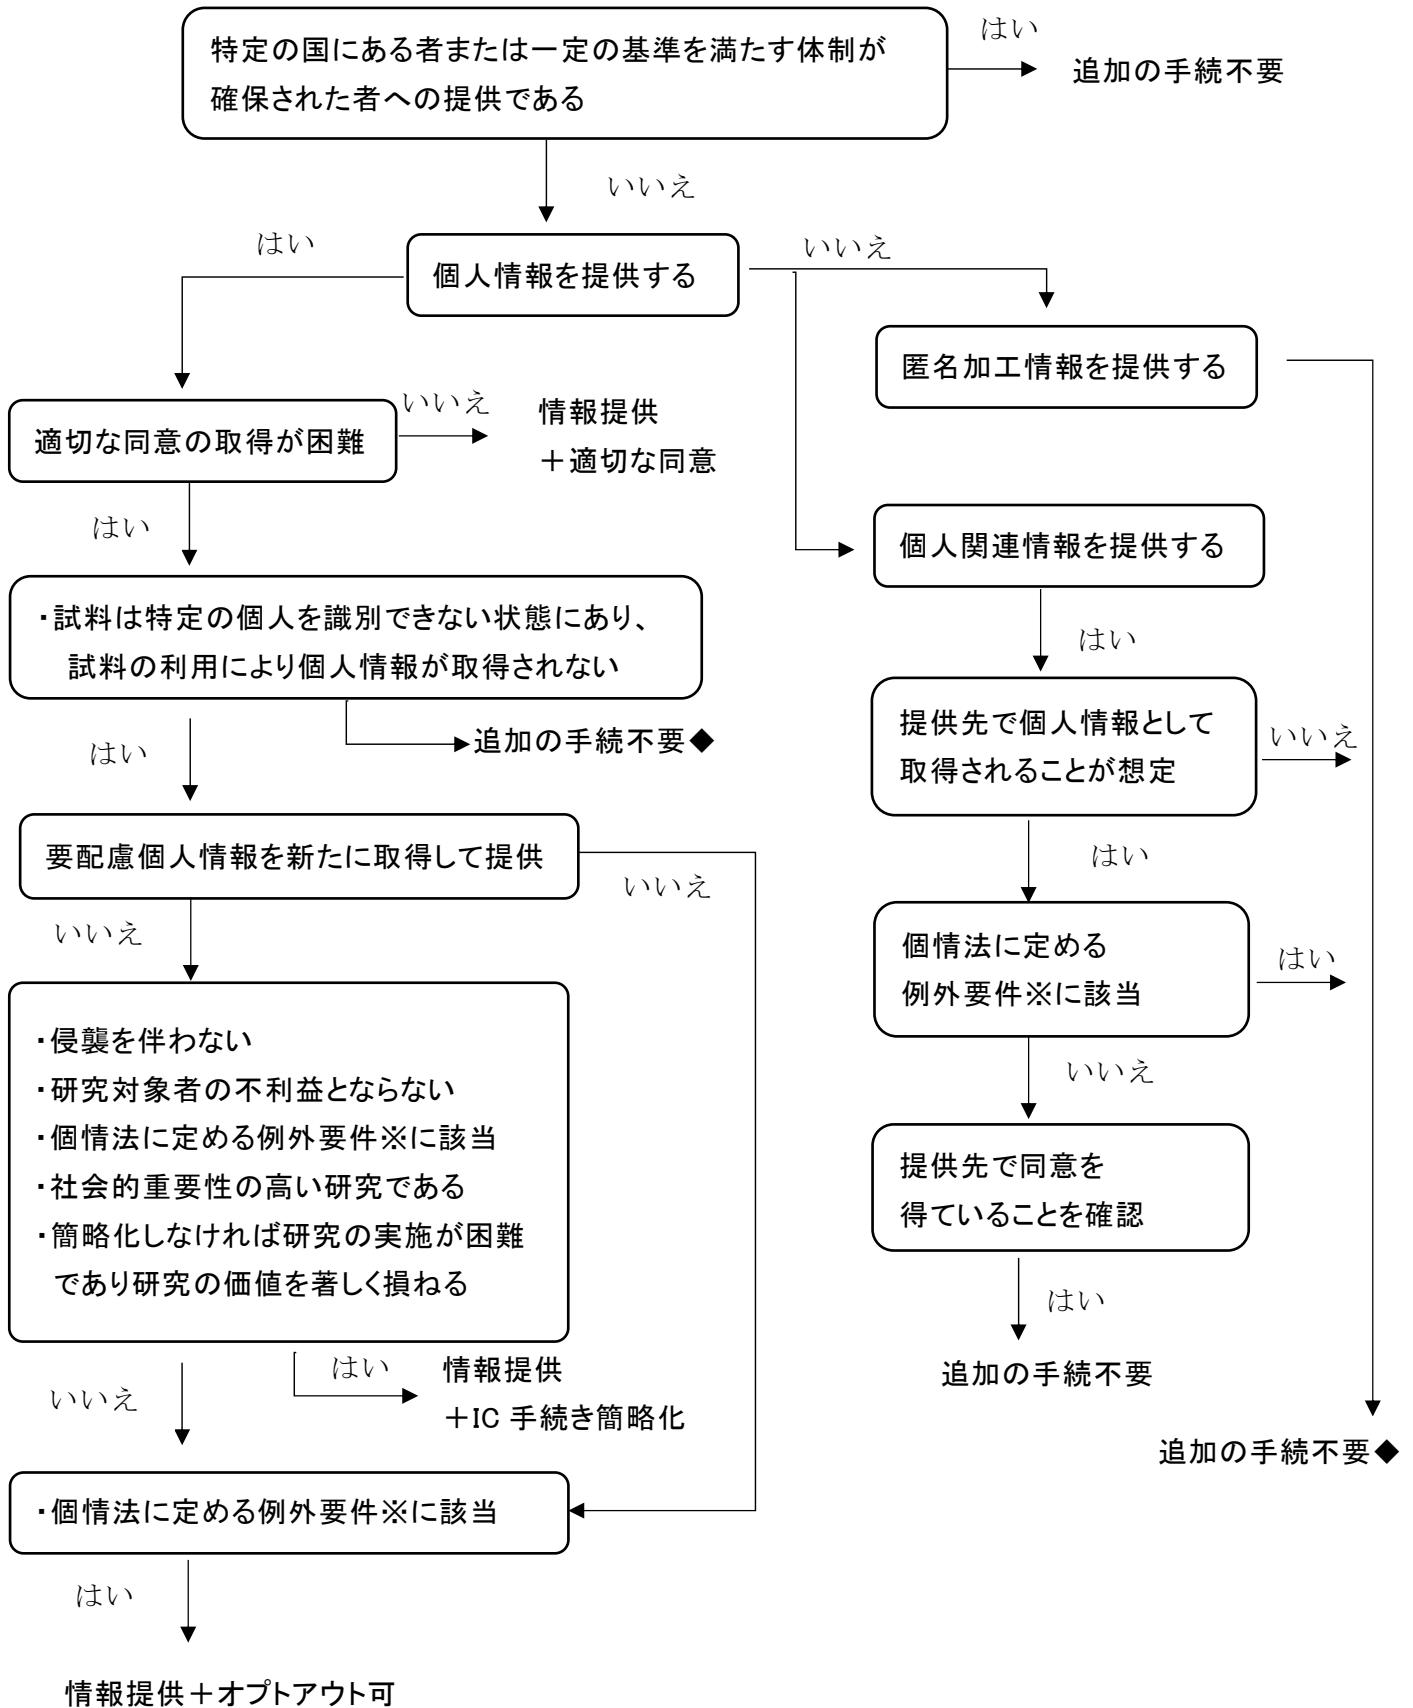 特定の国にある者または一定の基準を満たす体制が
確保された者への提供である
はい
追加の手続不要
いいえ
はい
個人情報を提供する
いいえ
匿名加工情報を提供する
適切な同意の取得が困難
いいえ
情報提供
＋適切な同意
はい
個人関連情報を提供する
はい
・試料は特定の個人を識別できない状態にあり、
試料の利用により個人情報が取得されない
はい
追加の手続不要◆
提供先で個人情報として
取得されることが想定
いいえ
はい
要配慮個人情報を新たに取得して提供
いいえ
いいえ
個情法に定める
例外要件※に該当
はい
いいえ
・侵襲を伴わない
・研究対象者の不利益とならない
・個情法に定める例外要件※に該当
・社会的重要性の高い研究である
・簡略化しなければ研究の実施が困難
であり研究の価値を著しく損ねる
提供先で同意を
得ていることを確認
はい
追加の手続不要
いいえ
はい
情報提供
＋IC 手続き簡略化
追加の手続不要◆
・個情法に定める例外要件※に該当
はい
情報提供＋オプトアウト可